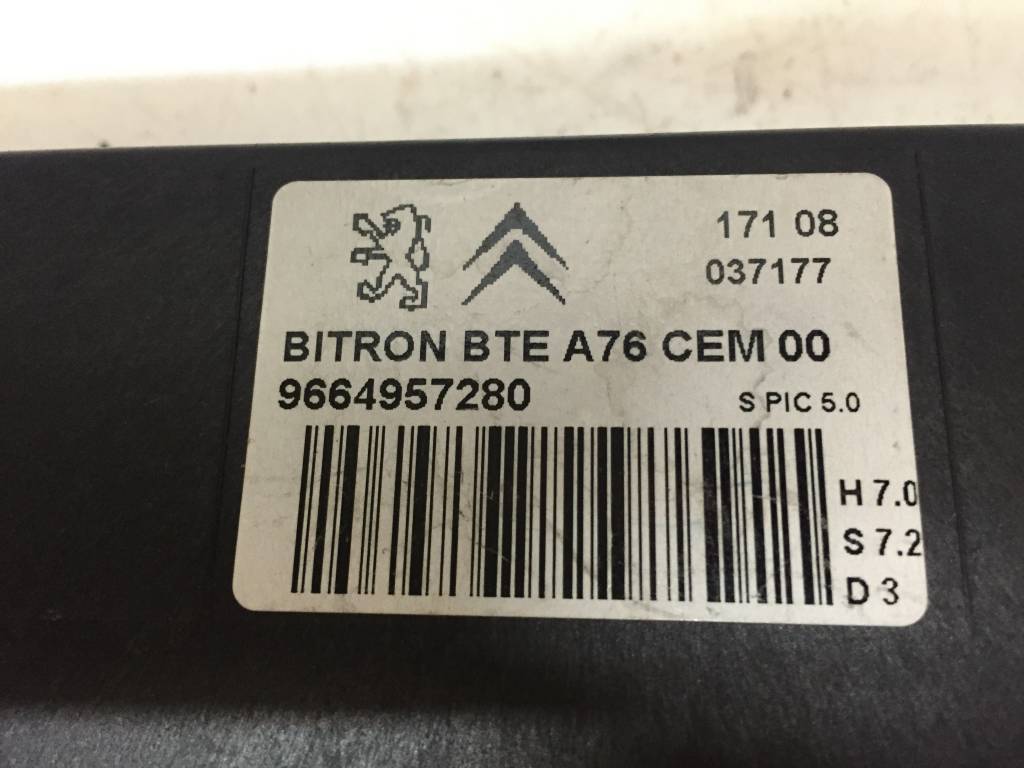 171 08
037177
BITRON BTE A76 CEM 00
9664957280
S PIC 5.0
H 7.0
S 7.2
D 3